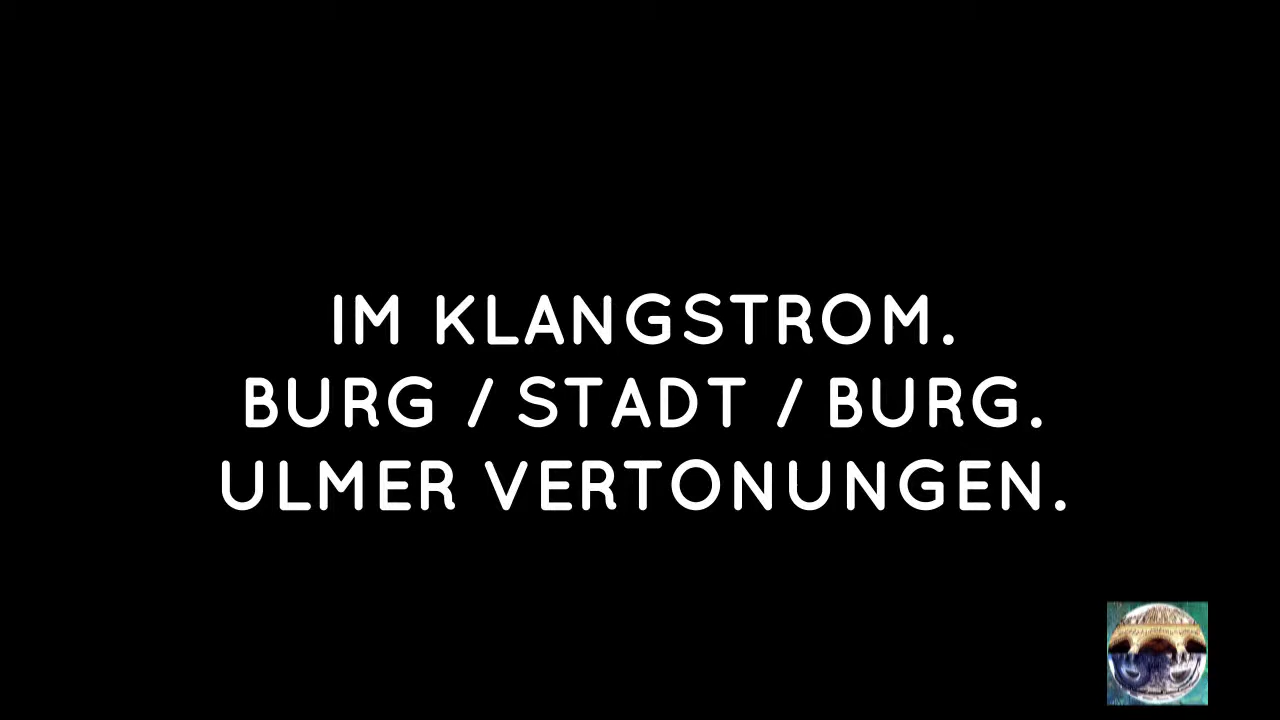 IM KLANGSTROM.
BURG / STADT / BURG.
ULMER VERTONUNGEN.